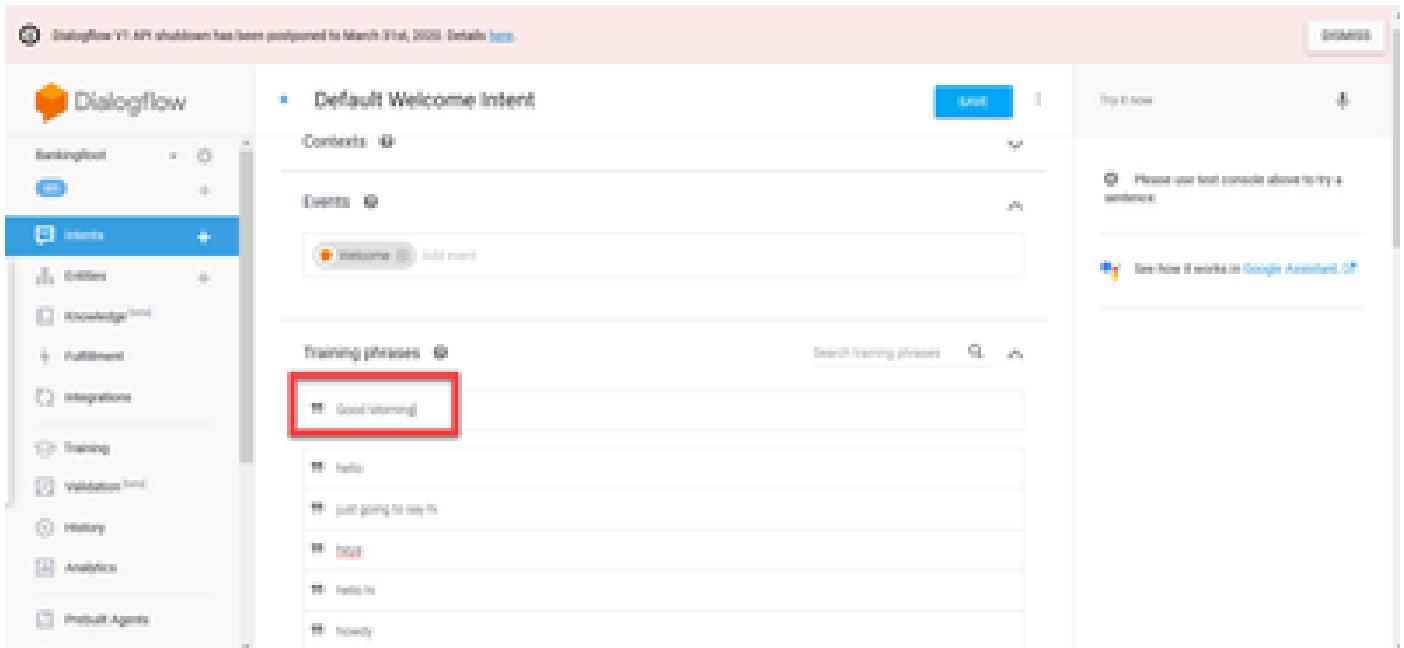 Dialogflow V1 API shutdown has been postponed to March 31st, 2020. Details here.
DISMISS
Dialogflow
Default Welcome Intent
SAVE
Try it now
en
Contexts
Please use test console above to try a
sentence.
Events
Intents
Welcome
Add event
Entities
See how it works in Google Assistant.
Knowledge [beta]
Fulfillment
Training phrases
Search training phrases
Integrations
Good Morning
Training
hello
Validation [beta]
just going to say hi
History
heya
Analytics
hello hi
Prebuilt Agents
howdy